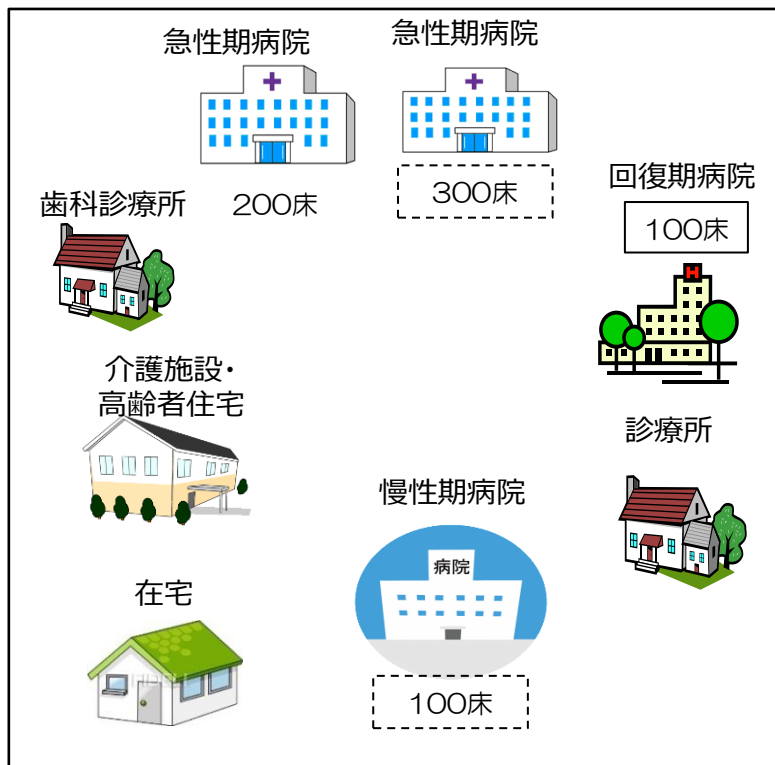 急性期病院
急性期病院
200床
300床
回復期病院
100床
歯科診療所
H
介護施設・
高齢者住宅
診療所
慢性期病院
病院
100床
在宅